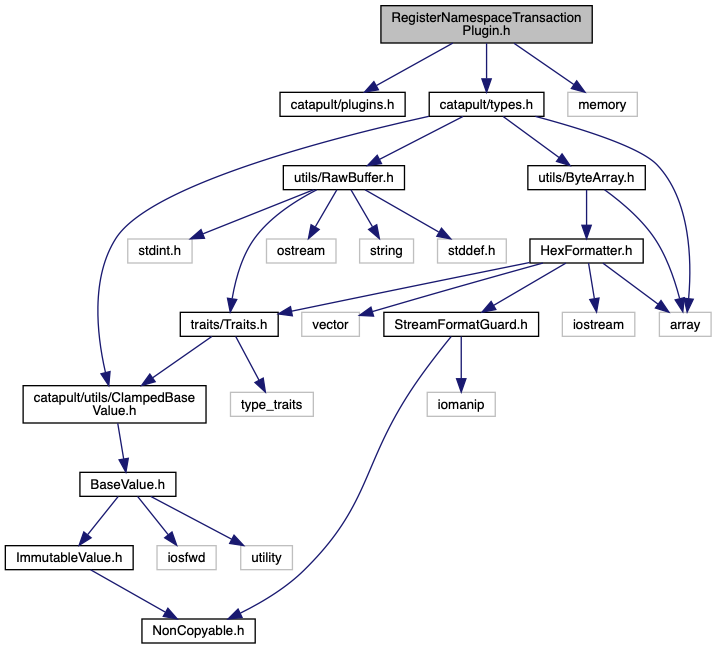 RegisterNamespaceTransaction
Plugin.h
catapult/plugins.h
catapult/types.h
memory
utils/RawBuffer.h
utils/ByteArray.h
stdint.h
ostream
string
stddef.h
HexFormatter.h
traits/Traits.h
vector
StreamFormatGuard.h
iostream
array
catapult/utils/ClampedBase
Value.h
type_traits
iomanip
BaseValue.h
ImmutableValue.h
iosfwd
utility
NonCopyable.h